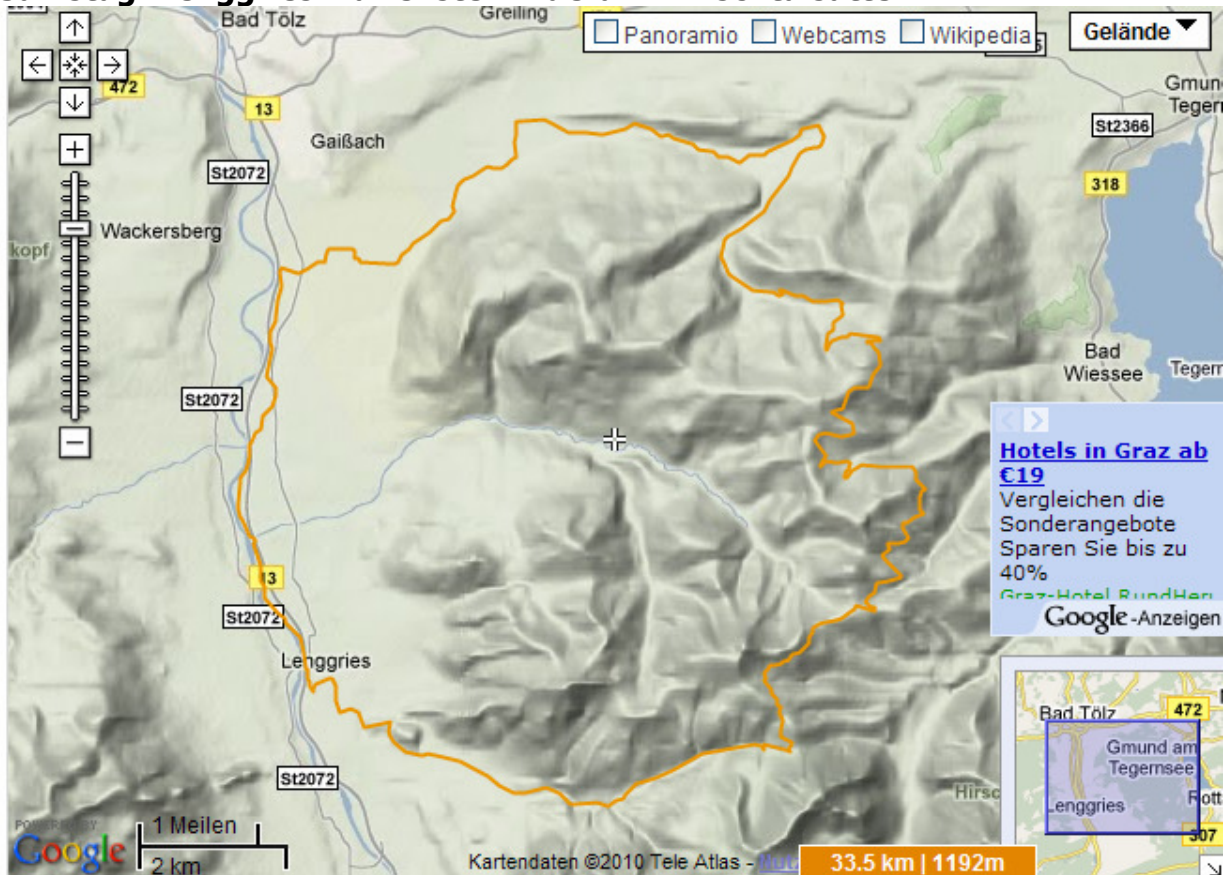 Bad Tölz
Greiling
Panoramio
Webcams
Wikipedia
Gelände
472
13
Gaißach
St2072
Wackersberg
kopf
St2366
318
Bad
Wiessee
St2072
13
St2072
Lenggries
St2072
Hotels in Graz ab
€19
Vergleichen die
Sonderangebote
Sparen Sie bis zu
40%
Google-Anzeigen
Bad Tölz
472
Gmund am
Tegernsee
Lenggries
307
POWERED BY
Google
1 Meilen
2 km
Kartendaten ©2010 Tele Atlas -
33.5 km | 1192m